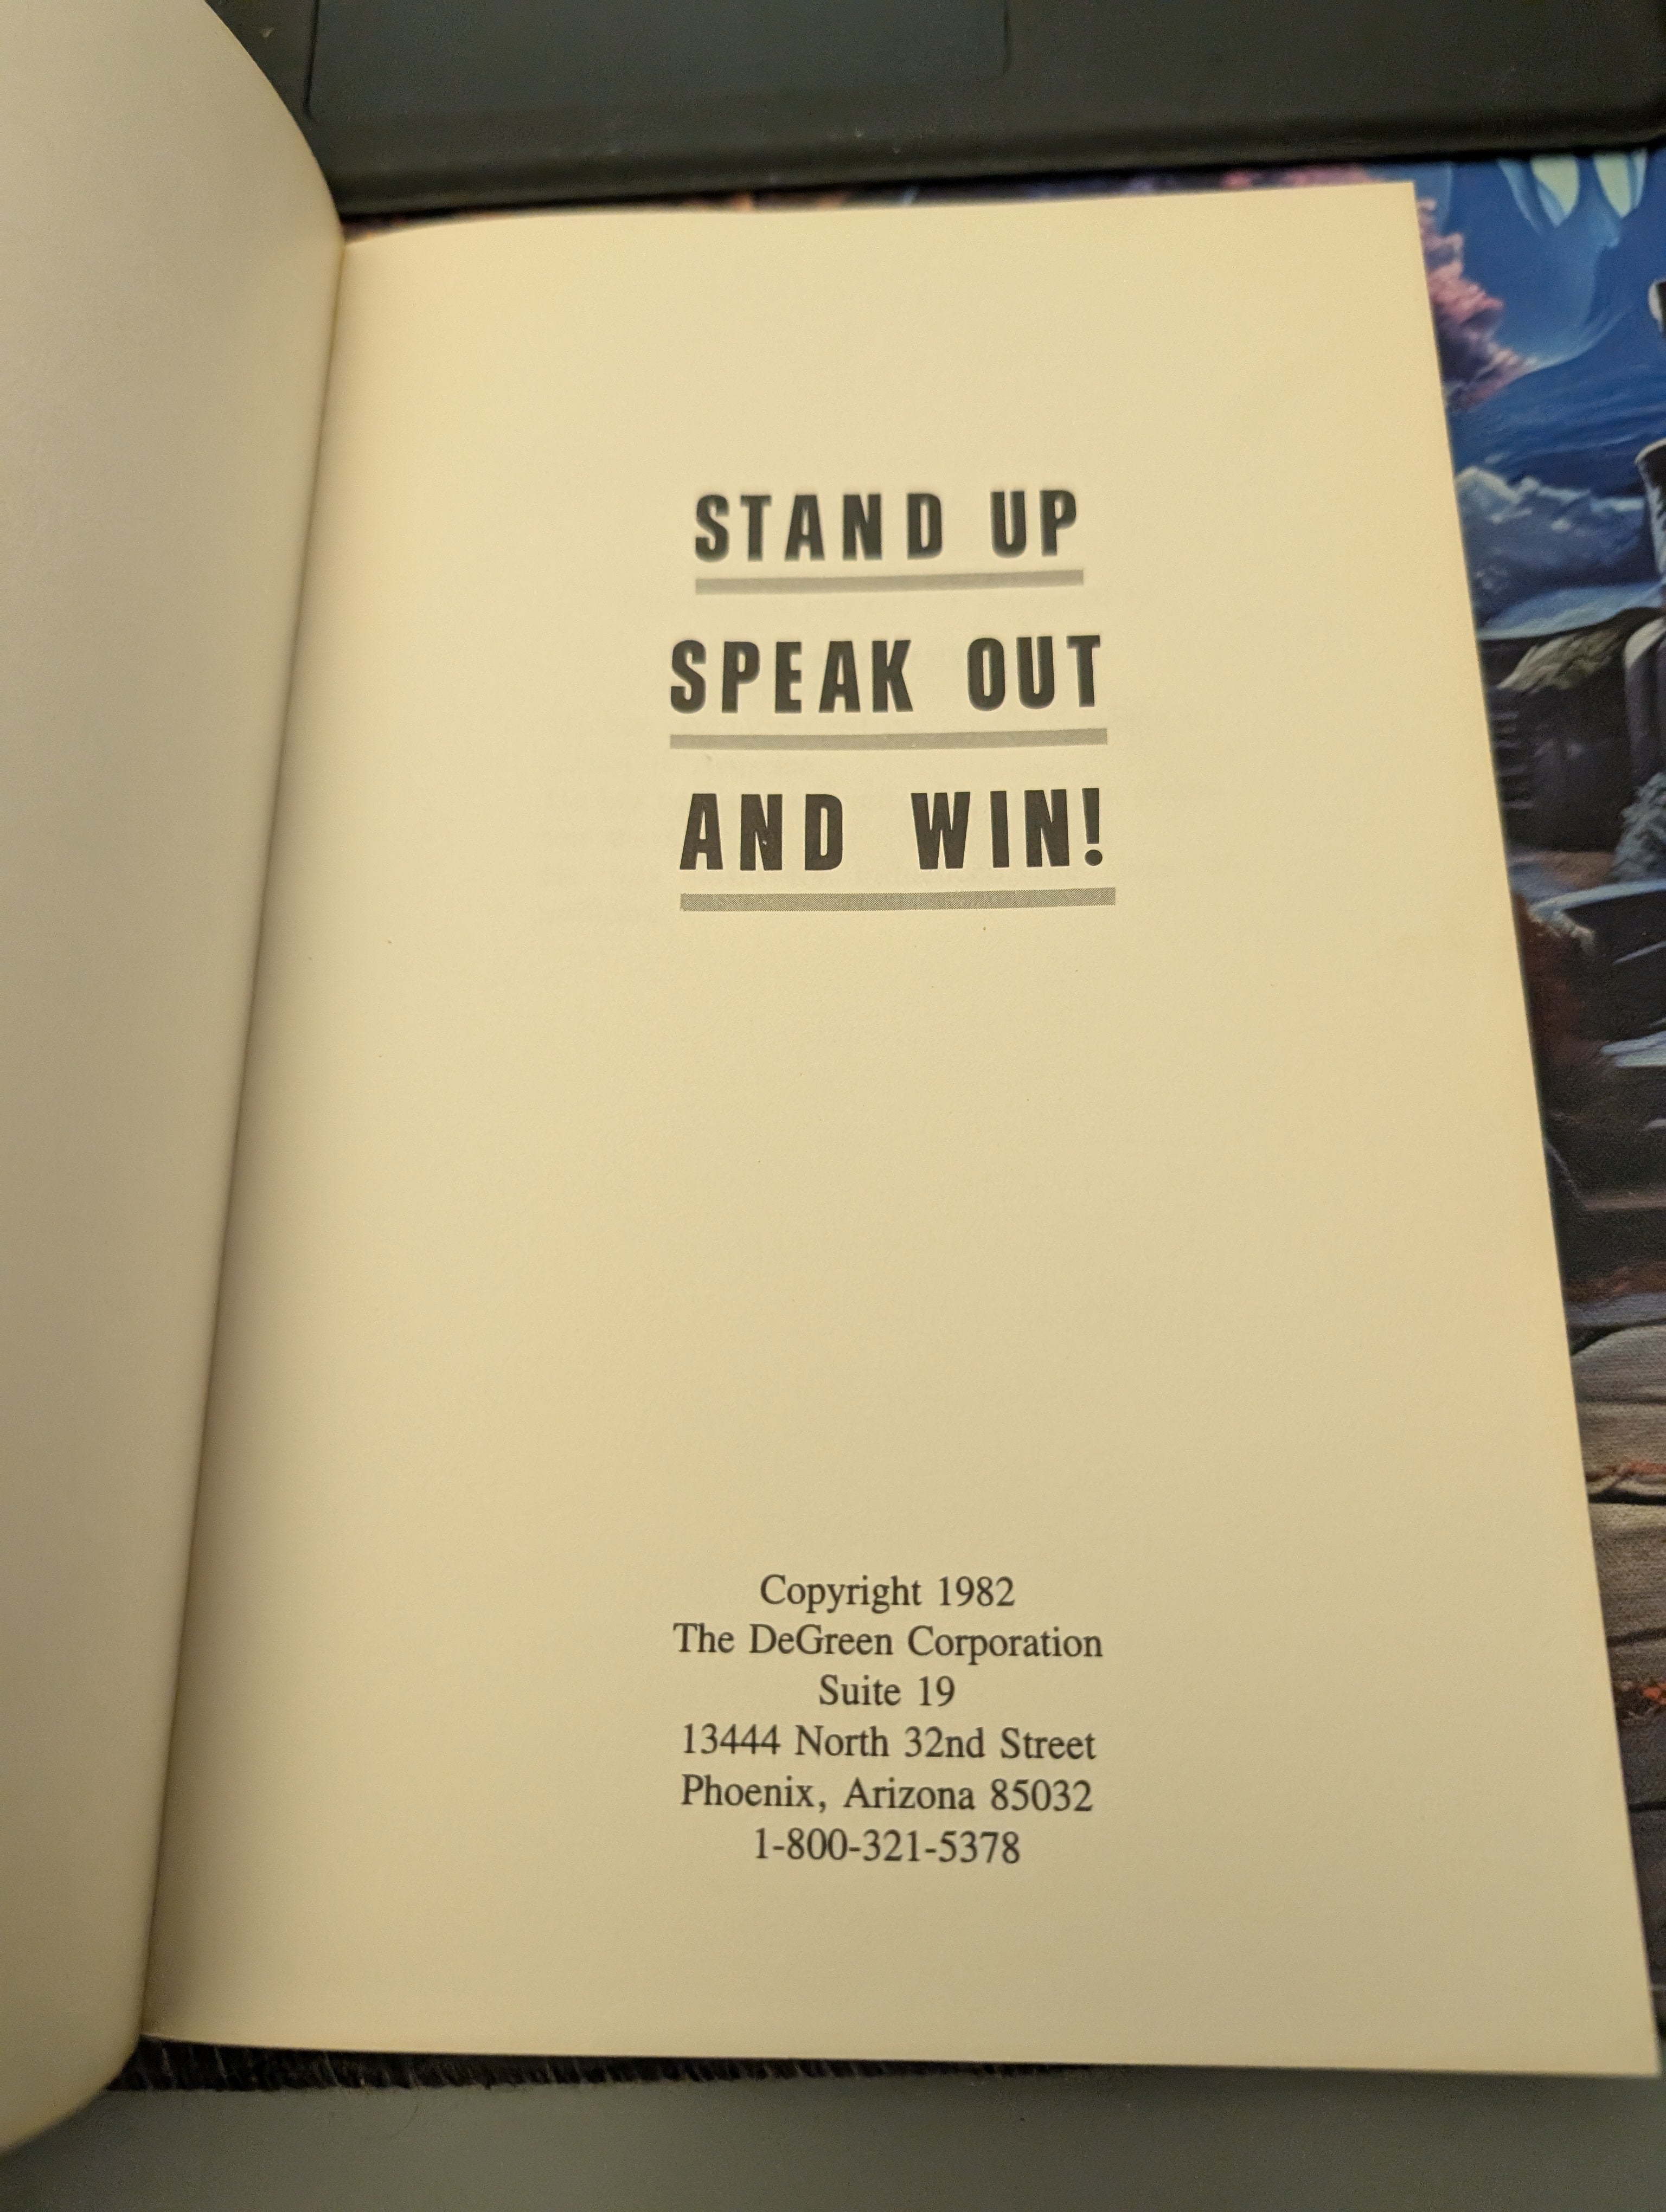 STAND UP
SPEAK OUT
AND WIN!
Copyright 1982
The DeGreen Corporation
Suite 19
13444 North 32nd Street
Phoenix, Arizona 85032
1-800-321-5378